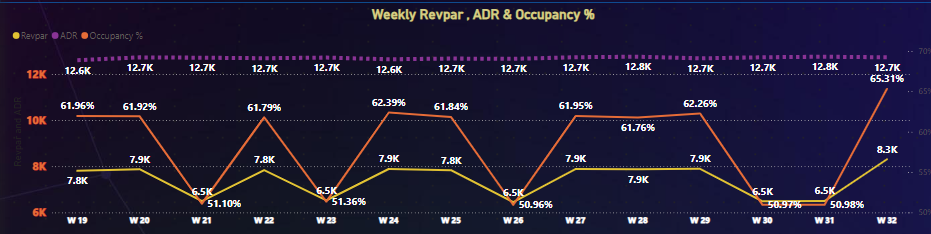 Weekly Revpar , ADR & Occupancy %
Revpar ADR Occupancy %
12.6K 12.7K 12.7K 12.7K 12.7K 12.6K 12.7K 12.7K 12.7K 12.8K 12.7K 12.7K 12.8K 12.7K
70%
12K
65.31%
65%
61.96% 61.92% 61.79% 62.39% 61.84% 61.95% 61.76% 62.26%
10K
60%
Revpar and ADR
7.8K 7.9K 7.8K 7.9K 7.8K 7.9K 7.9K 7.9K 8.3K
8K
55%
6.5K 6.5K 6.5K 6.5K 6.5K
51.10% 51.36% 50.96% 50.97% 50.98%
6K
50%
W 19 W 20 W 21 W 22 W 23 W 24 W 25 W 26 W 27 W 28 W 29 W 30 W 31 W 32